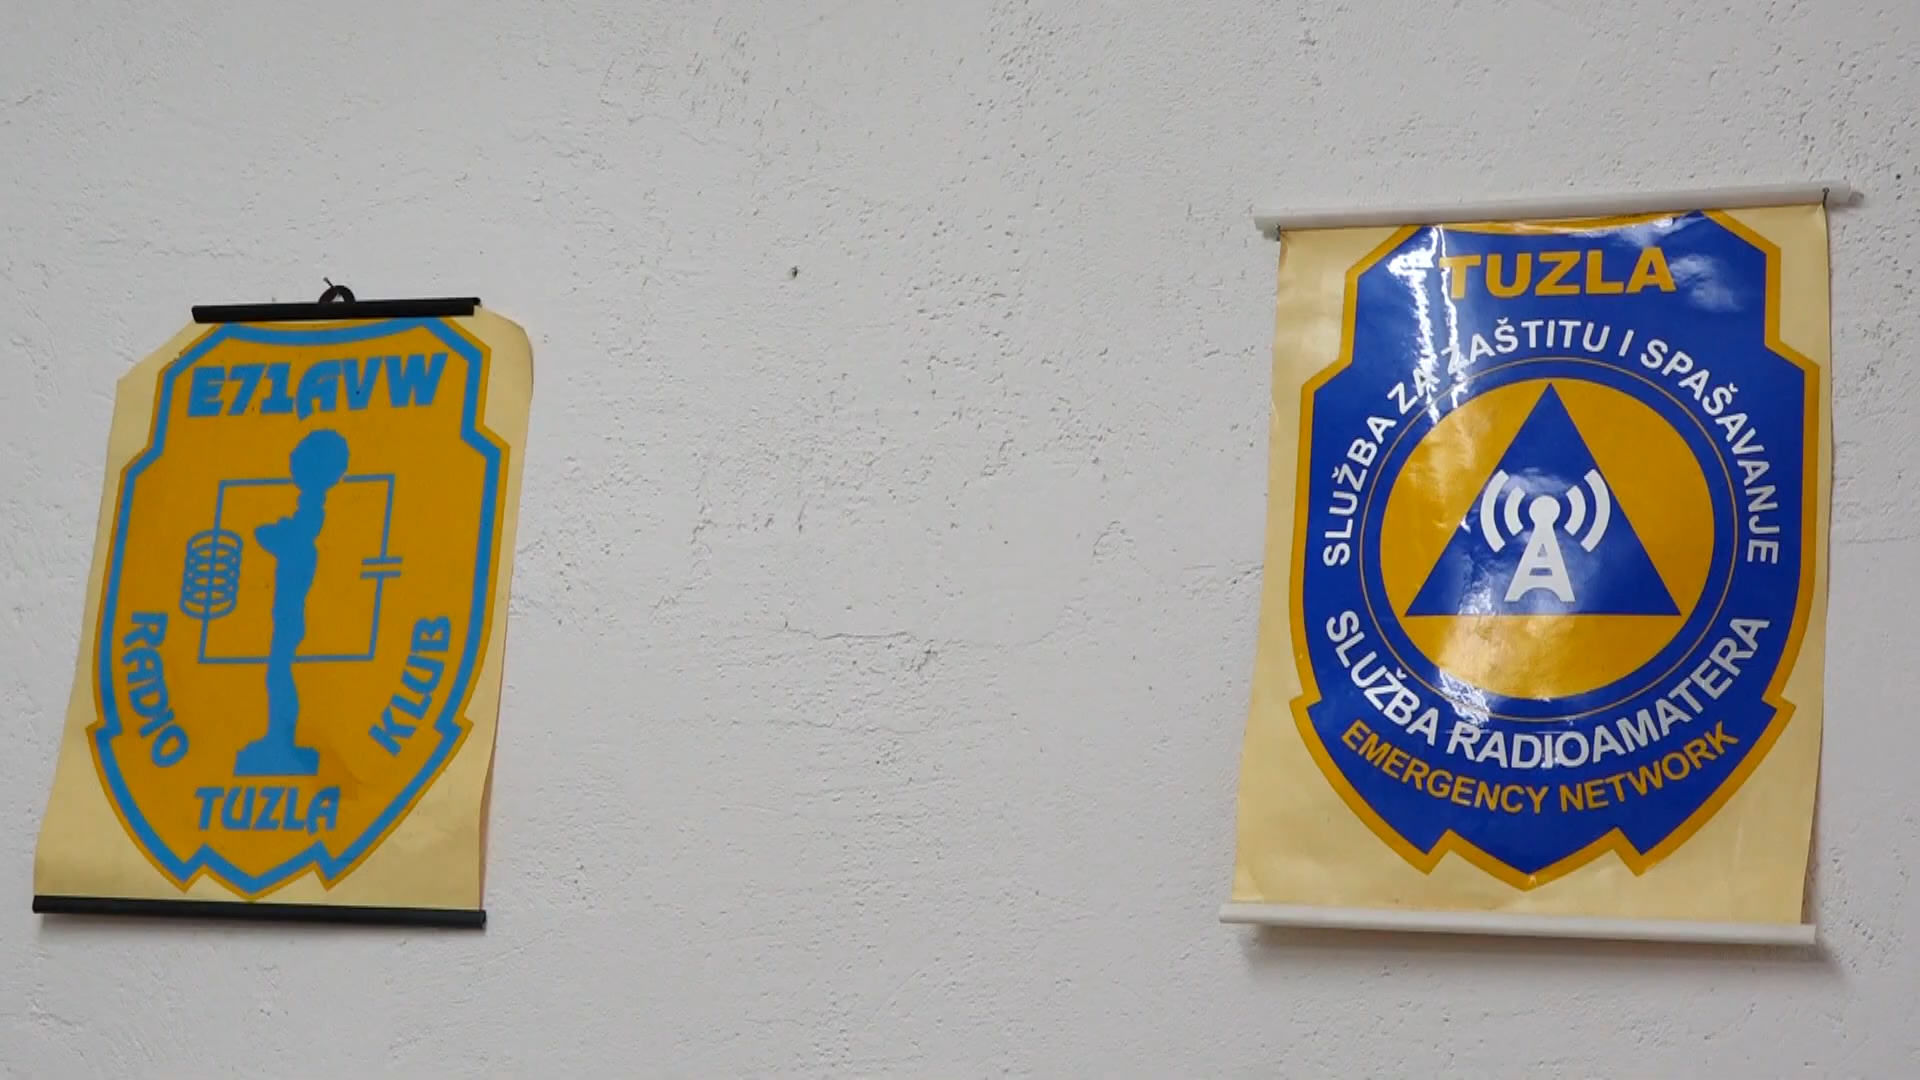 E71AVW
RADIO
KLUB
TUZLA
TUZLA
SLUŽBA ZA ZAŠTITU I SPAŠAVANJE
SLUŽBA RADIOAMATERA
EMERGENCY NETWORK